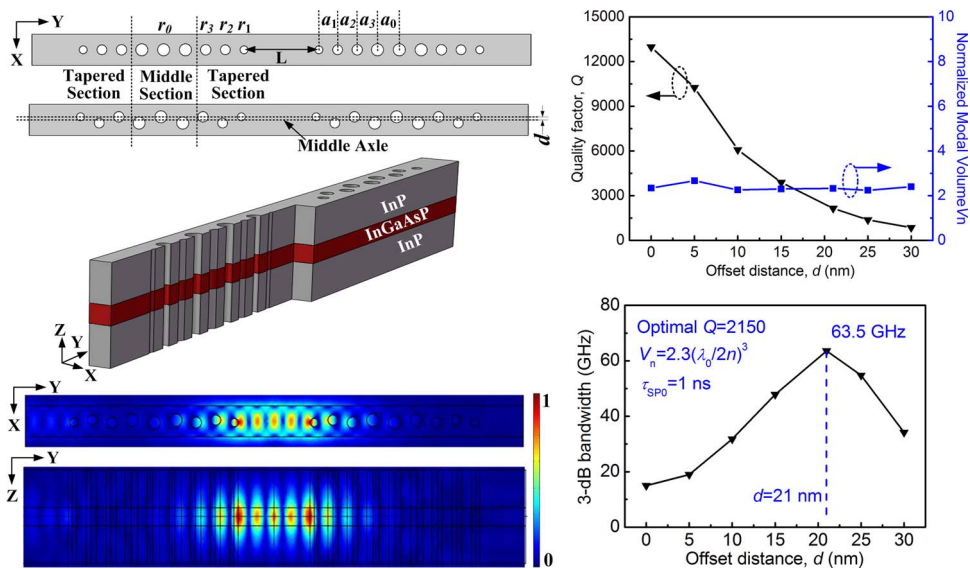 Y
X
r0
r3 r2 r1
a1 a2 a3 a0
L
Tapered Section
Middle Section
Tapered Section
Middle Axle
d
InP
InGaAsP
InP
Z
Y
X
Y
X
Y
Z
1
0
15000
12000
9000
6000
3000
0
Quality factor, Q
10
8
6
4
2
0
Normalized Modal VolumeVn
0 5 10 15 20 25 30
Offset distance, d (nm)
80
60
40
20
0
3-dB bandwidth (GHz)
Optimal Q=2150
Vn=2.3(λ0/2n)3
τSP0=1 ns
63.5 GHz
d=21 nm
0 5 10 15 20 25 30
Offset distance, d (nm)